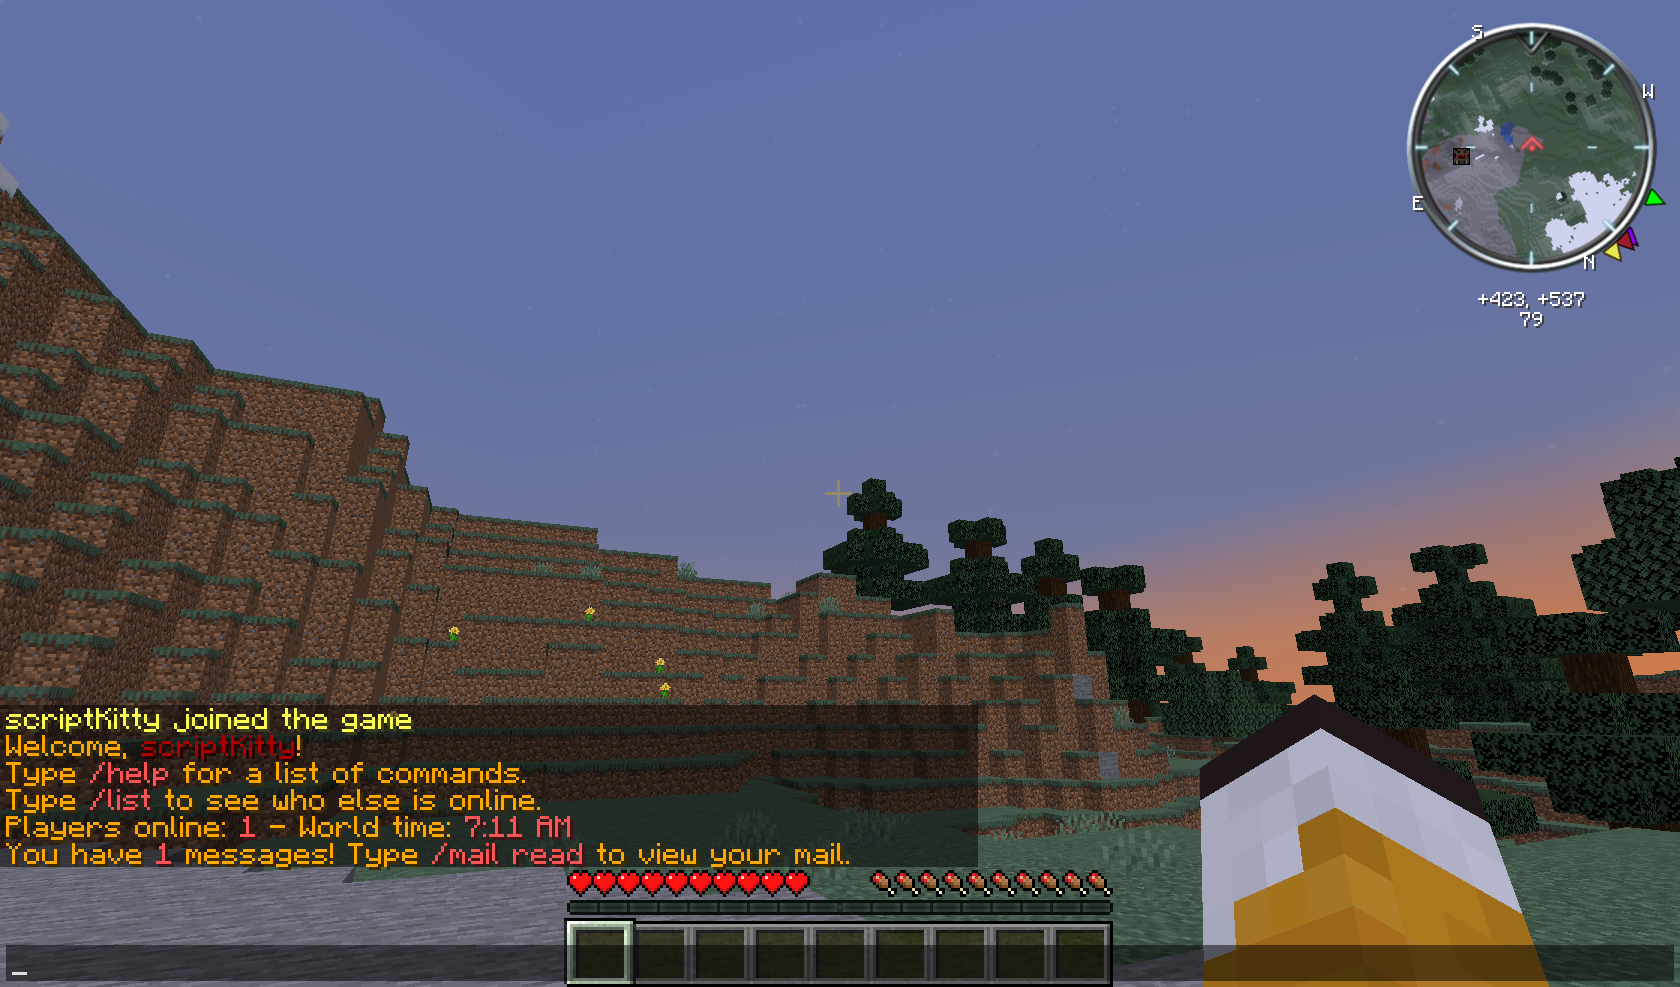 S
W
E
N
+423, +537
79
scriptKitty joined the game
Welcome, scriptKitty!
Type /help for a list of commands.
Type /list to see who else is online.
Players online: 1 - World time: 7:11 AM
You have 1 messages! Type /mail read to view your mail.
_